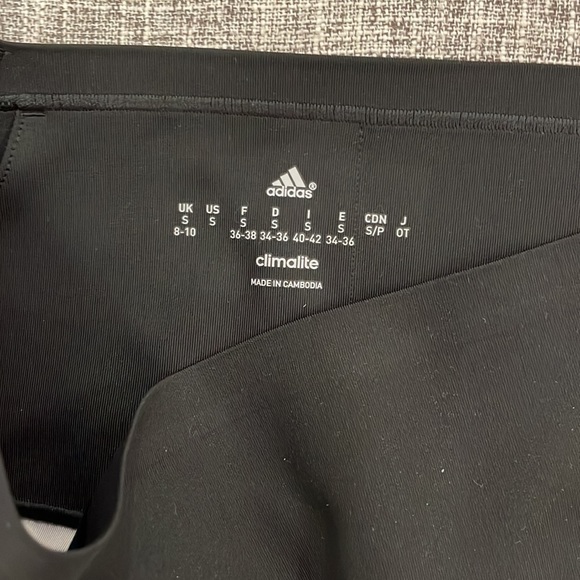 adidas®
UK US F D I E CDN J
S S S S S S S/P OT
8-10 36-38 34-36 40-42 34-36
climalite
MADE IN CAMBODIA